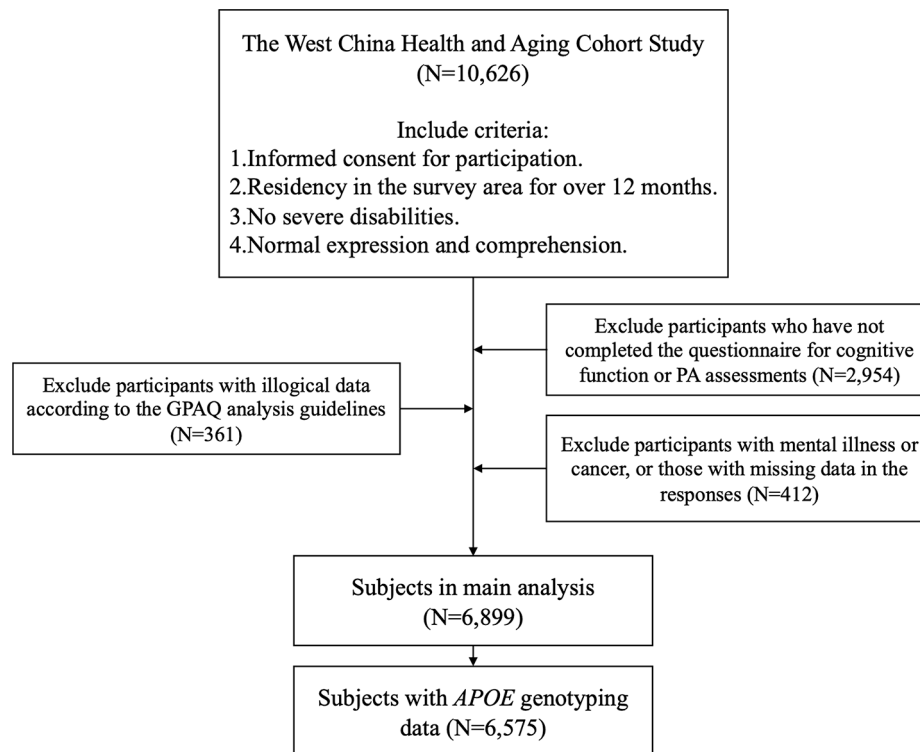 The West China Health and Aging Cohort Study
(N=10,626)
Include criteria:
1.Informed consent for participation.
2.Residency in the survey area for over 12 months.
3.No severe disabilities.
4.Normal expression and comprehension.
Exclude participants who have not
completed the questionnaire for cognitive
function or PA assessments (N=2,954)
Exclude participants with illogical data
according to the GPAQ analysis guidelines
(N=361)
Exclude participants with mental illness or
cancer, or those with missing data in the
responses (N=412)
Subjects in main analysis
(N=6,899)
Subjects with APOE genotyping
data (N=6,575)